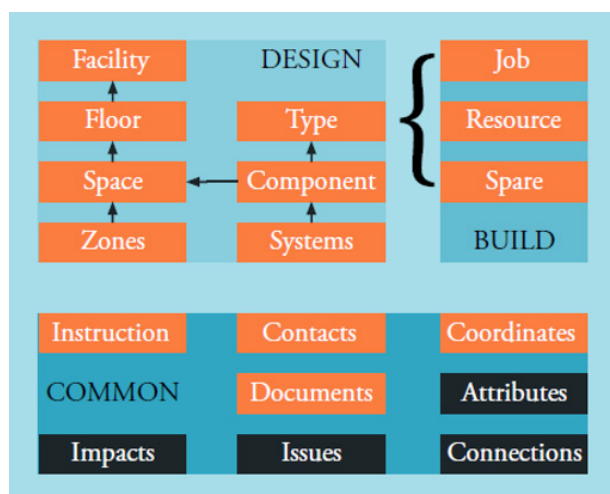 Facility
DESIGN
Job
Floor
Type
Resource
Space
Component
Spare
Zones
Systems
BUILD
Instruction
Contacts
Coordinates
COMMON
Documents
Attributes
Impacts
Issues
Connections